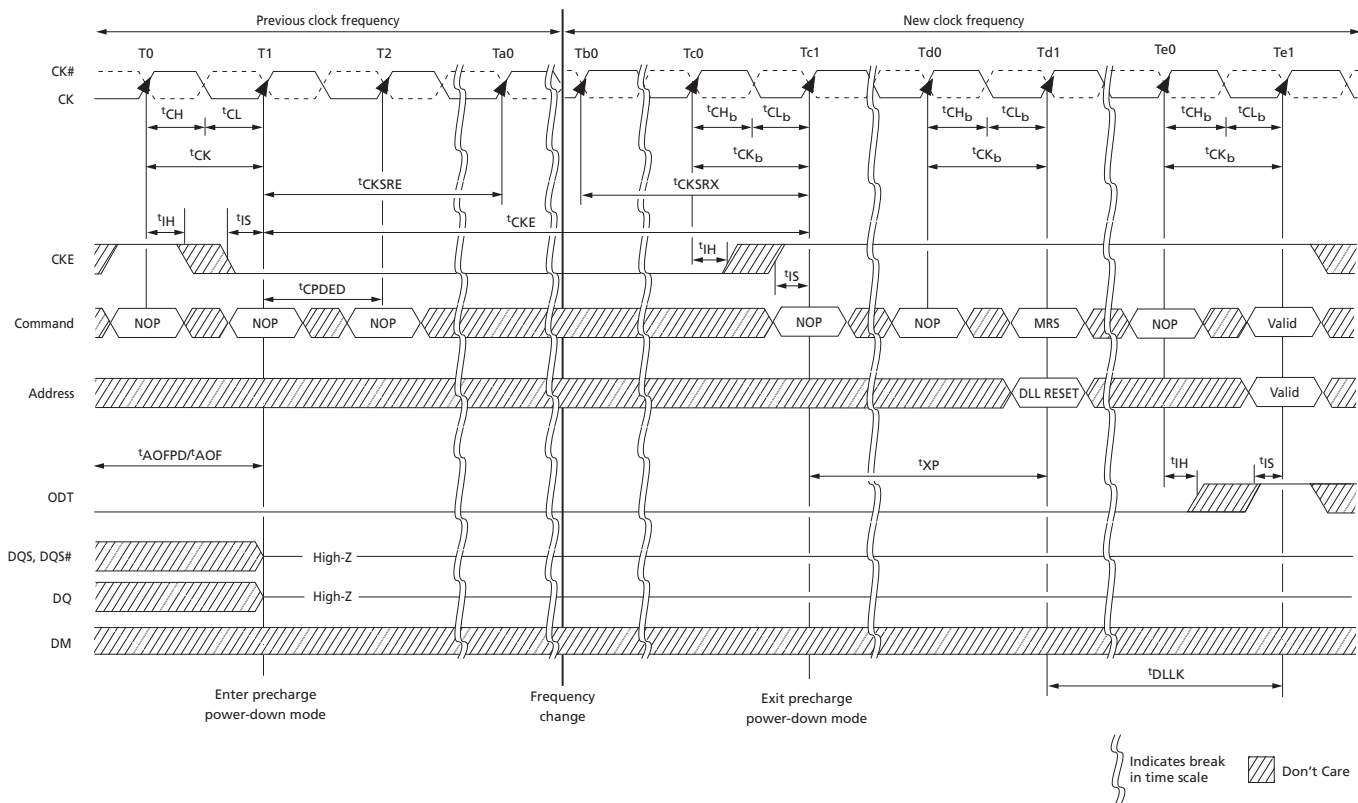 Previous clock frequency New clock frequency
T0 T1 T2 Ta0 Tb0 Tc0 Tc1 Td0 Td1 Te0 Te1
CK#
CK
tCH tCL tCHb tCLb tCHb tCLb tCHb tCLb
tCK tCKb tCKb tCKb
tCKSRE tCKSRX
tIH tIS tCKE
CKE tIH
tIS
tCPDED
Command NOP NOP NOP NOP NOP MRS NOP Valid
Address DLL RESET Valid
tAOFPD/tAOF tXP tIH tIS
ODT
DQS, DQS# High-Z
DQ High-Z
DM
tDLLK
Enter precharge
power-down mode
Frequency
change
Exit precharge
power-down mode
Indicates break
in time scale
Don't Care